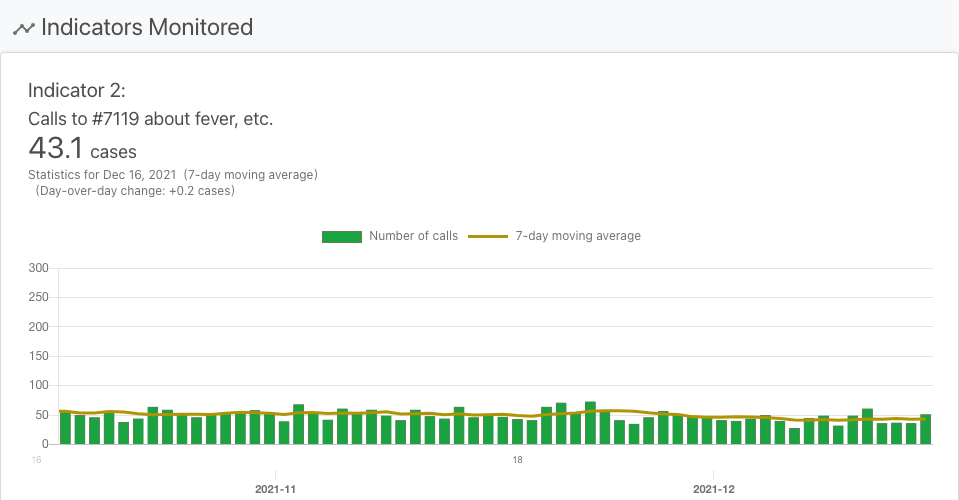 Indicators Monitored
Indicator 2:
Calls to #7119 about fever, etc.
43.1 cases
Statistics for Dec 16, 2021 (7-day moving average)
(Day-over-day change: +0.2 cases)
Number of calls 7-day moving average
300
250
200
150
100
50
0
16 18
2021-11 2021-12